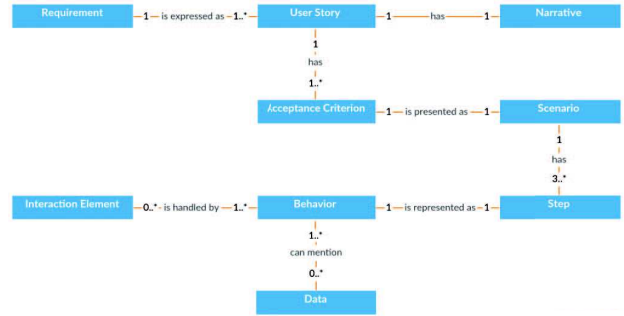 Requirement 1 is expressed as 1..* User Story 1 has 1 Narrative
1
has
1..*
Acceptance Criterion 1 is presented as 1 Scenario
1
has
3..*
Interaction Element 0..* is handled by 1..* Behavior 1 is represented as 1 Step
1..*
can mention
0..*
Data